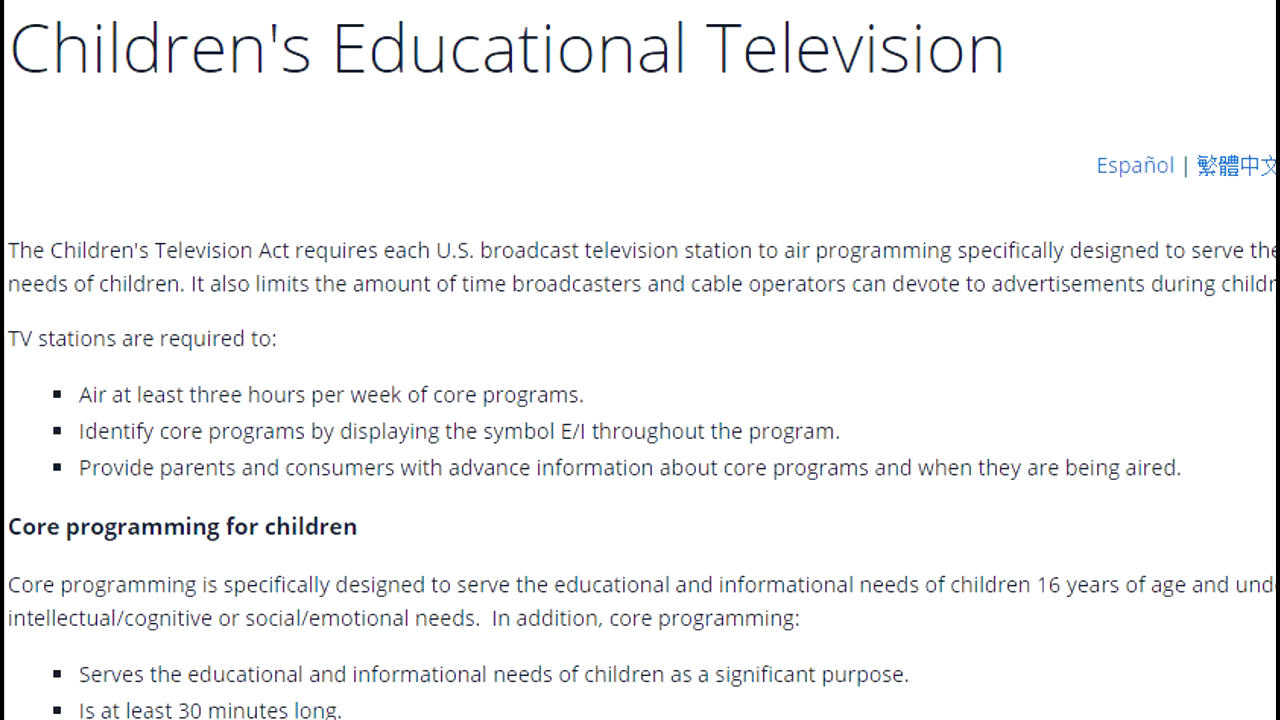 Children's Educational Television
Español | 繁體中文
The Children's Television Act requires each U.S. broadcast television station to air programming specifically designed to serve the
needs of children. It also limits the amount of time broadcasters and cable operators can devote to advertisements during
TV stations are required to:
▪ Air at least three hours per week of core programs.
▪ Identify core programs by displaying the symbol E/I throughout the program.
▪ Provide parents and consumers with advance information about core programs and when they are being aired.
Core programming for children
Core programming is specifically designed to serve the educational and informational needs of children 16 years of age and
intellectual/cognitive or social/emotional needs. In addition, core programming:
▪ Serves the educational and informational needs of children as a significant purpose.
▪ Is at least 30 minutes long.